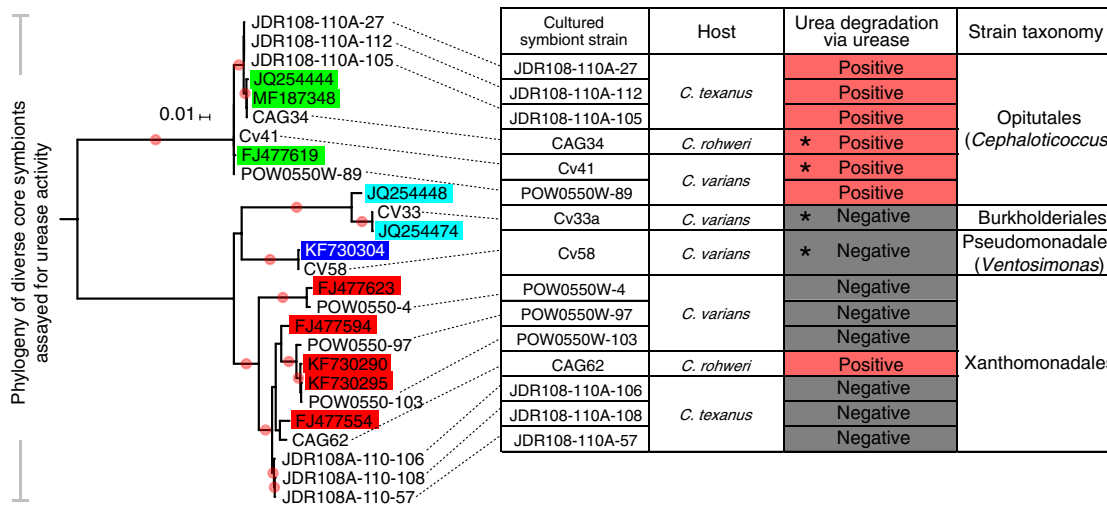 Phylogeny of diverse core symbionts
assayed for urease activity
0.01
JDR108-110A-27
JDR108-110A-112
JDR108-110A-105
JQ254444
MF187348
CAG34
Cv41
FJ477619
POW0550W-89
JQ254448
CV33
JQ254474
KF730304
CV58
FJ477623
POW0550-4
FJ477594
POW0550-97
KF730290
KF730295
POW0550-103
FJ477554
CAG62
JDR108A-110-106
JDR108A-110-108
JDR108A-110-57
Cultured
symbiont strain
Host
Urea degradation
via urease
Strain taxonomy
JDR108-110A-27
JDR108-110A-112
JDR108-110A-105
C. texanus
Positive
Positive
Positive
CAG34
C. rohweri
* Positive
Cv41
POW0550W-89
C. varians
* Positive
Positive
Opitutales
(Cephaloticoccus
Cv33a
C. varians
* Negative
Burkholderiales
Cv58
C. varians
* Negative
Pseudomonadale
(Ventosimonas)
POW0550W-4
POW0550W-97
POW0550W-103
C. varians
Negative
Negative
Negative
CAG62
C. rohweri
Positive
Xanthomonadales
JDR108-110A-106
JDR108-110A-108
JDR108-110A-57
C. texanus
Negative
Negative
Negative